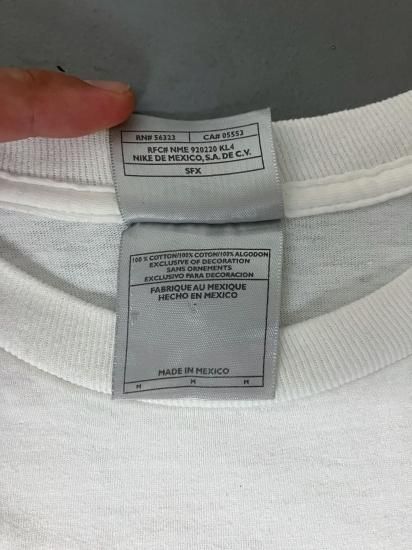 RN# 56323 CA# 05553
RFC# NME 920220 KL4
NIKE DE MEXICO, S.A. DE C.V.
SFX
100 % COTTON/100% COTON/100% ALGODON
EXCLUSIVE OF DECORATION
SANS ORNEMENTS
EXCLUSIVO PARA DECORACION
FABRIQUE AU MEXIQUE
HECHO EN MEXICO
MADE IN MEXICO
M M M